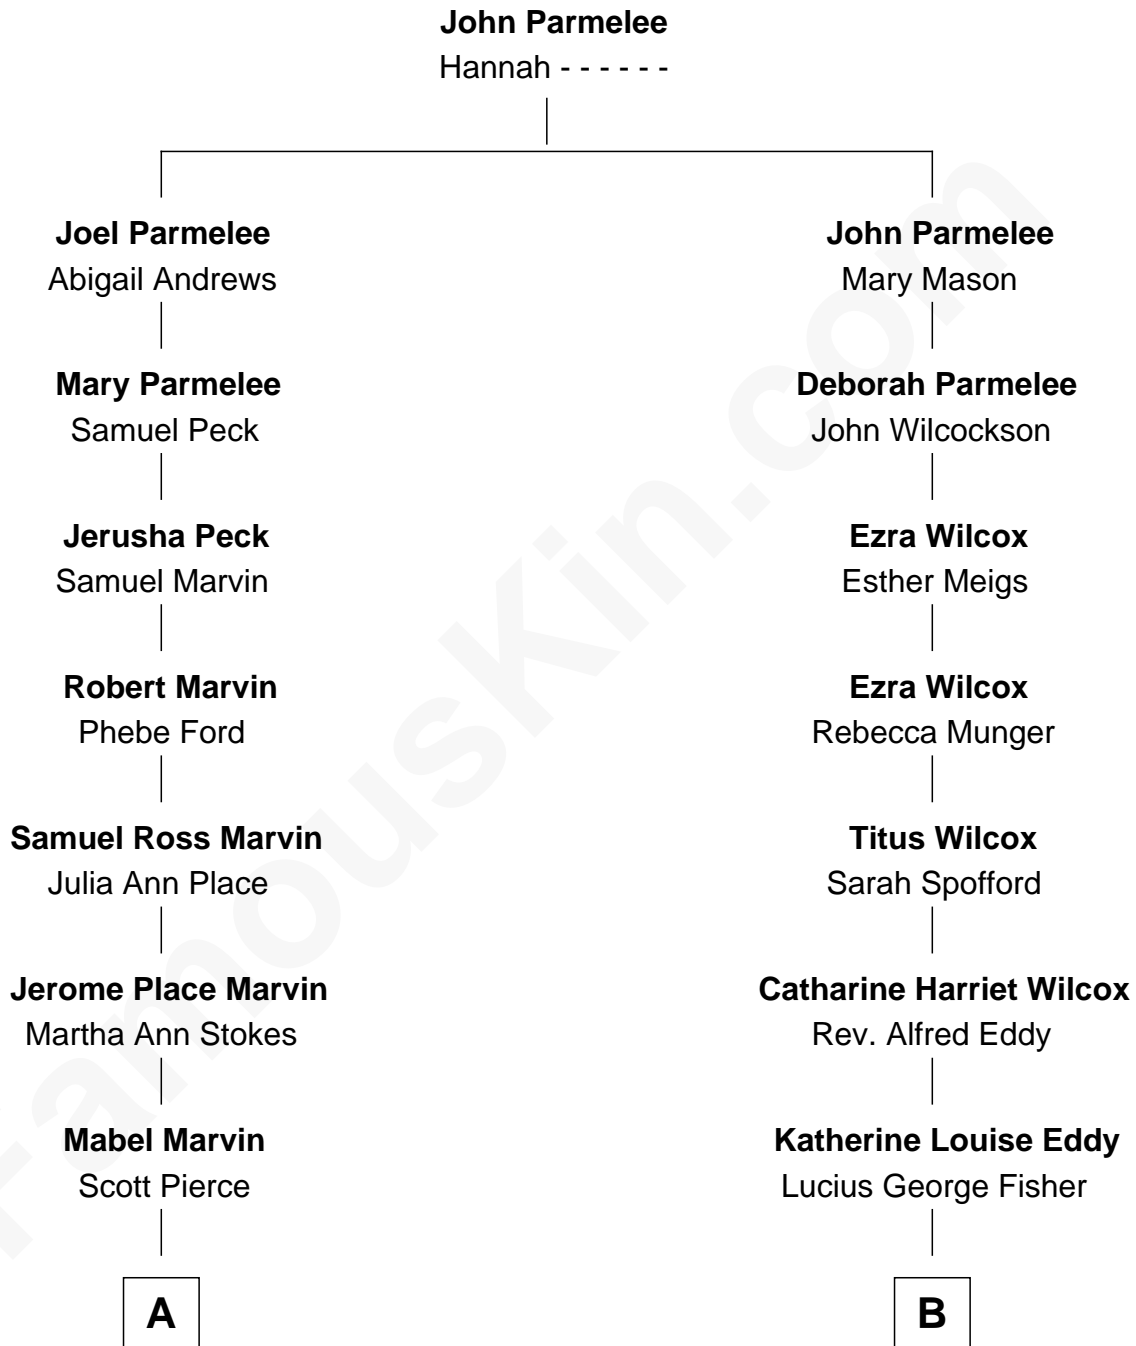 John Parmelee
Hannah - - - - - -
Joel Parmelee
Abigail Andrews
John Parmelee
Mary Mason
Mary Parmelee
Samuel Peck
Deborah Parmelee
John Wilcockson
Jerusha Peck
Samuel Marvin
Ezra Wilcox
Esther Meigs
Robert Marvin
Phebe Ford
Ezra Wilcox
Rebecca Munger
Samuel Ross Marvin
Julia Ann Place
Titus Wilcox
Sarah Spofford
Jerome Place Marvin
Martha Ann Stokes
Catharine Harriet Wilcox
Rev. Alfred Eddy
Mabel Marvin
Scott Pierce
Katherine Louise Eddy
Lucius George Fisher
A
B
FamousKin.com